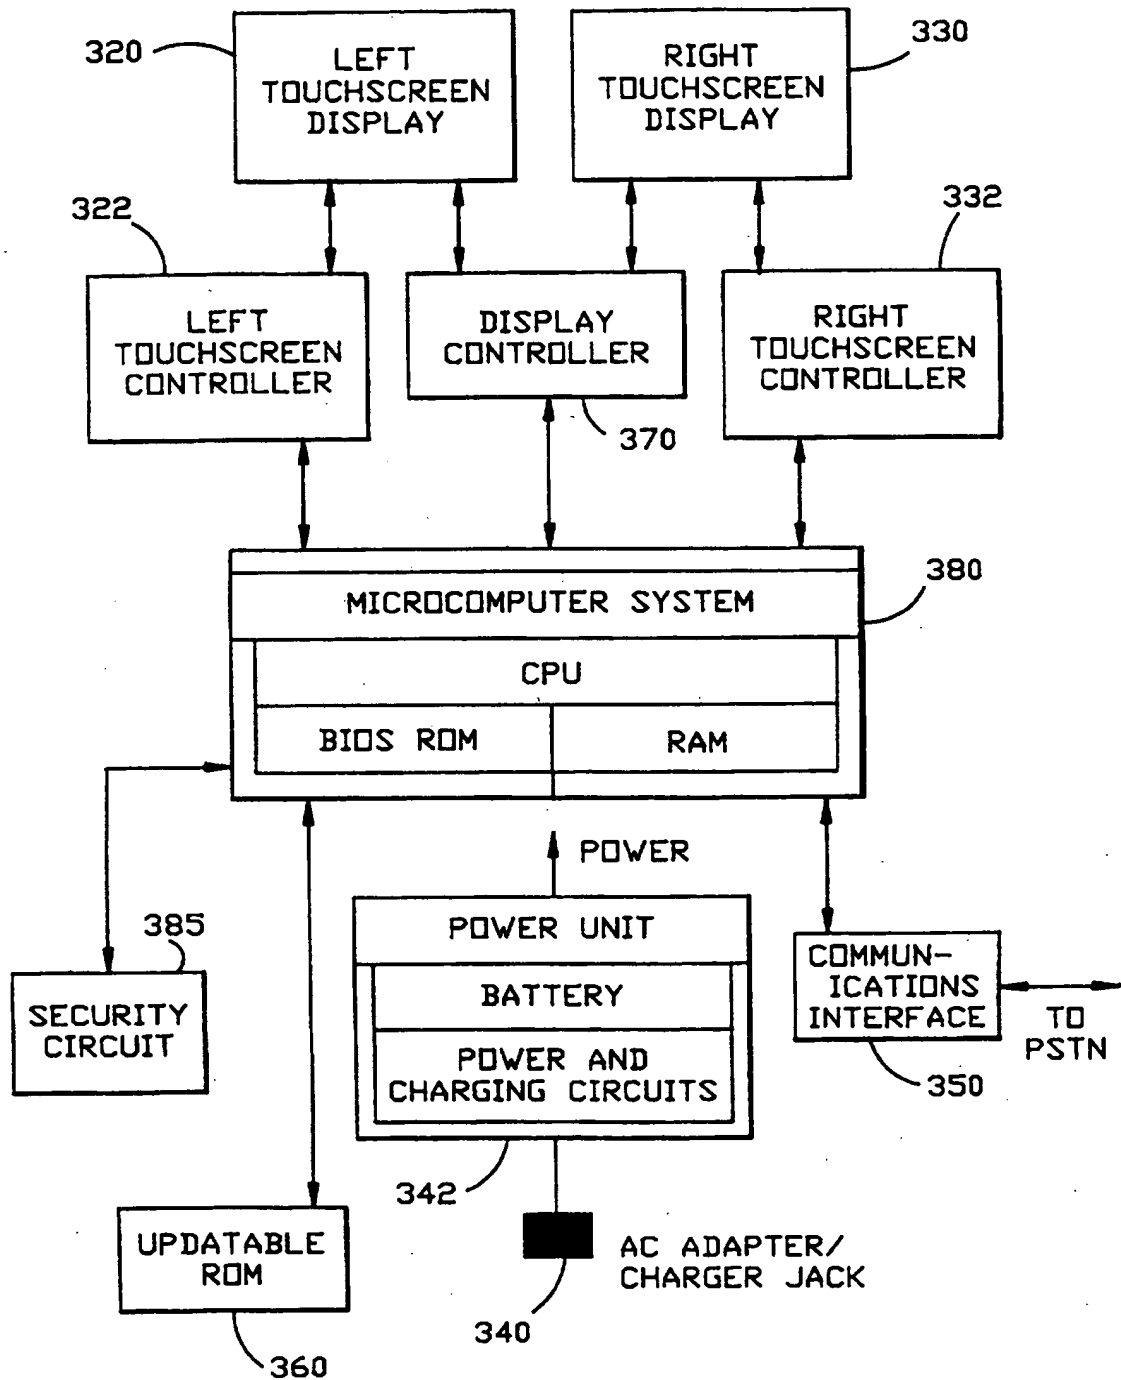 320
LEFT
TOUCHSCREEN
DISPLAY
RIGHT
TOUCHSCREEN
DISPLAY
330
322
332
LEFT
TOUCHSCREEN
CONTROLLER
DISPLAY
CONTROLLER
RIGHT
TOUCHSCREEN
CONTROLLER
370
380
MICROCOMPUTER SYSTEM
CPU
BIOS ROM
RAM
POWER
385
SECURITY
CIRCUIT
POWER UNIT
BATTERY
POWER AND
CHARGING CIRCUITS
COMMUN-
ICATIONS
INTERFACE
TO
PSTN
350
342
UPDATABLE
ROM
AC ADAPTER/
CHARGER JACK
340
360